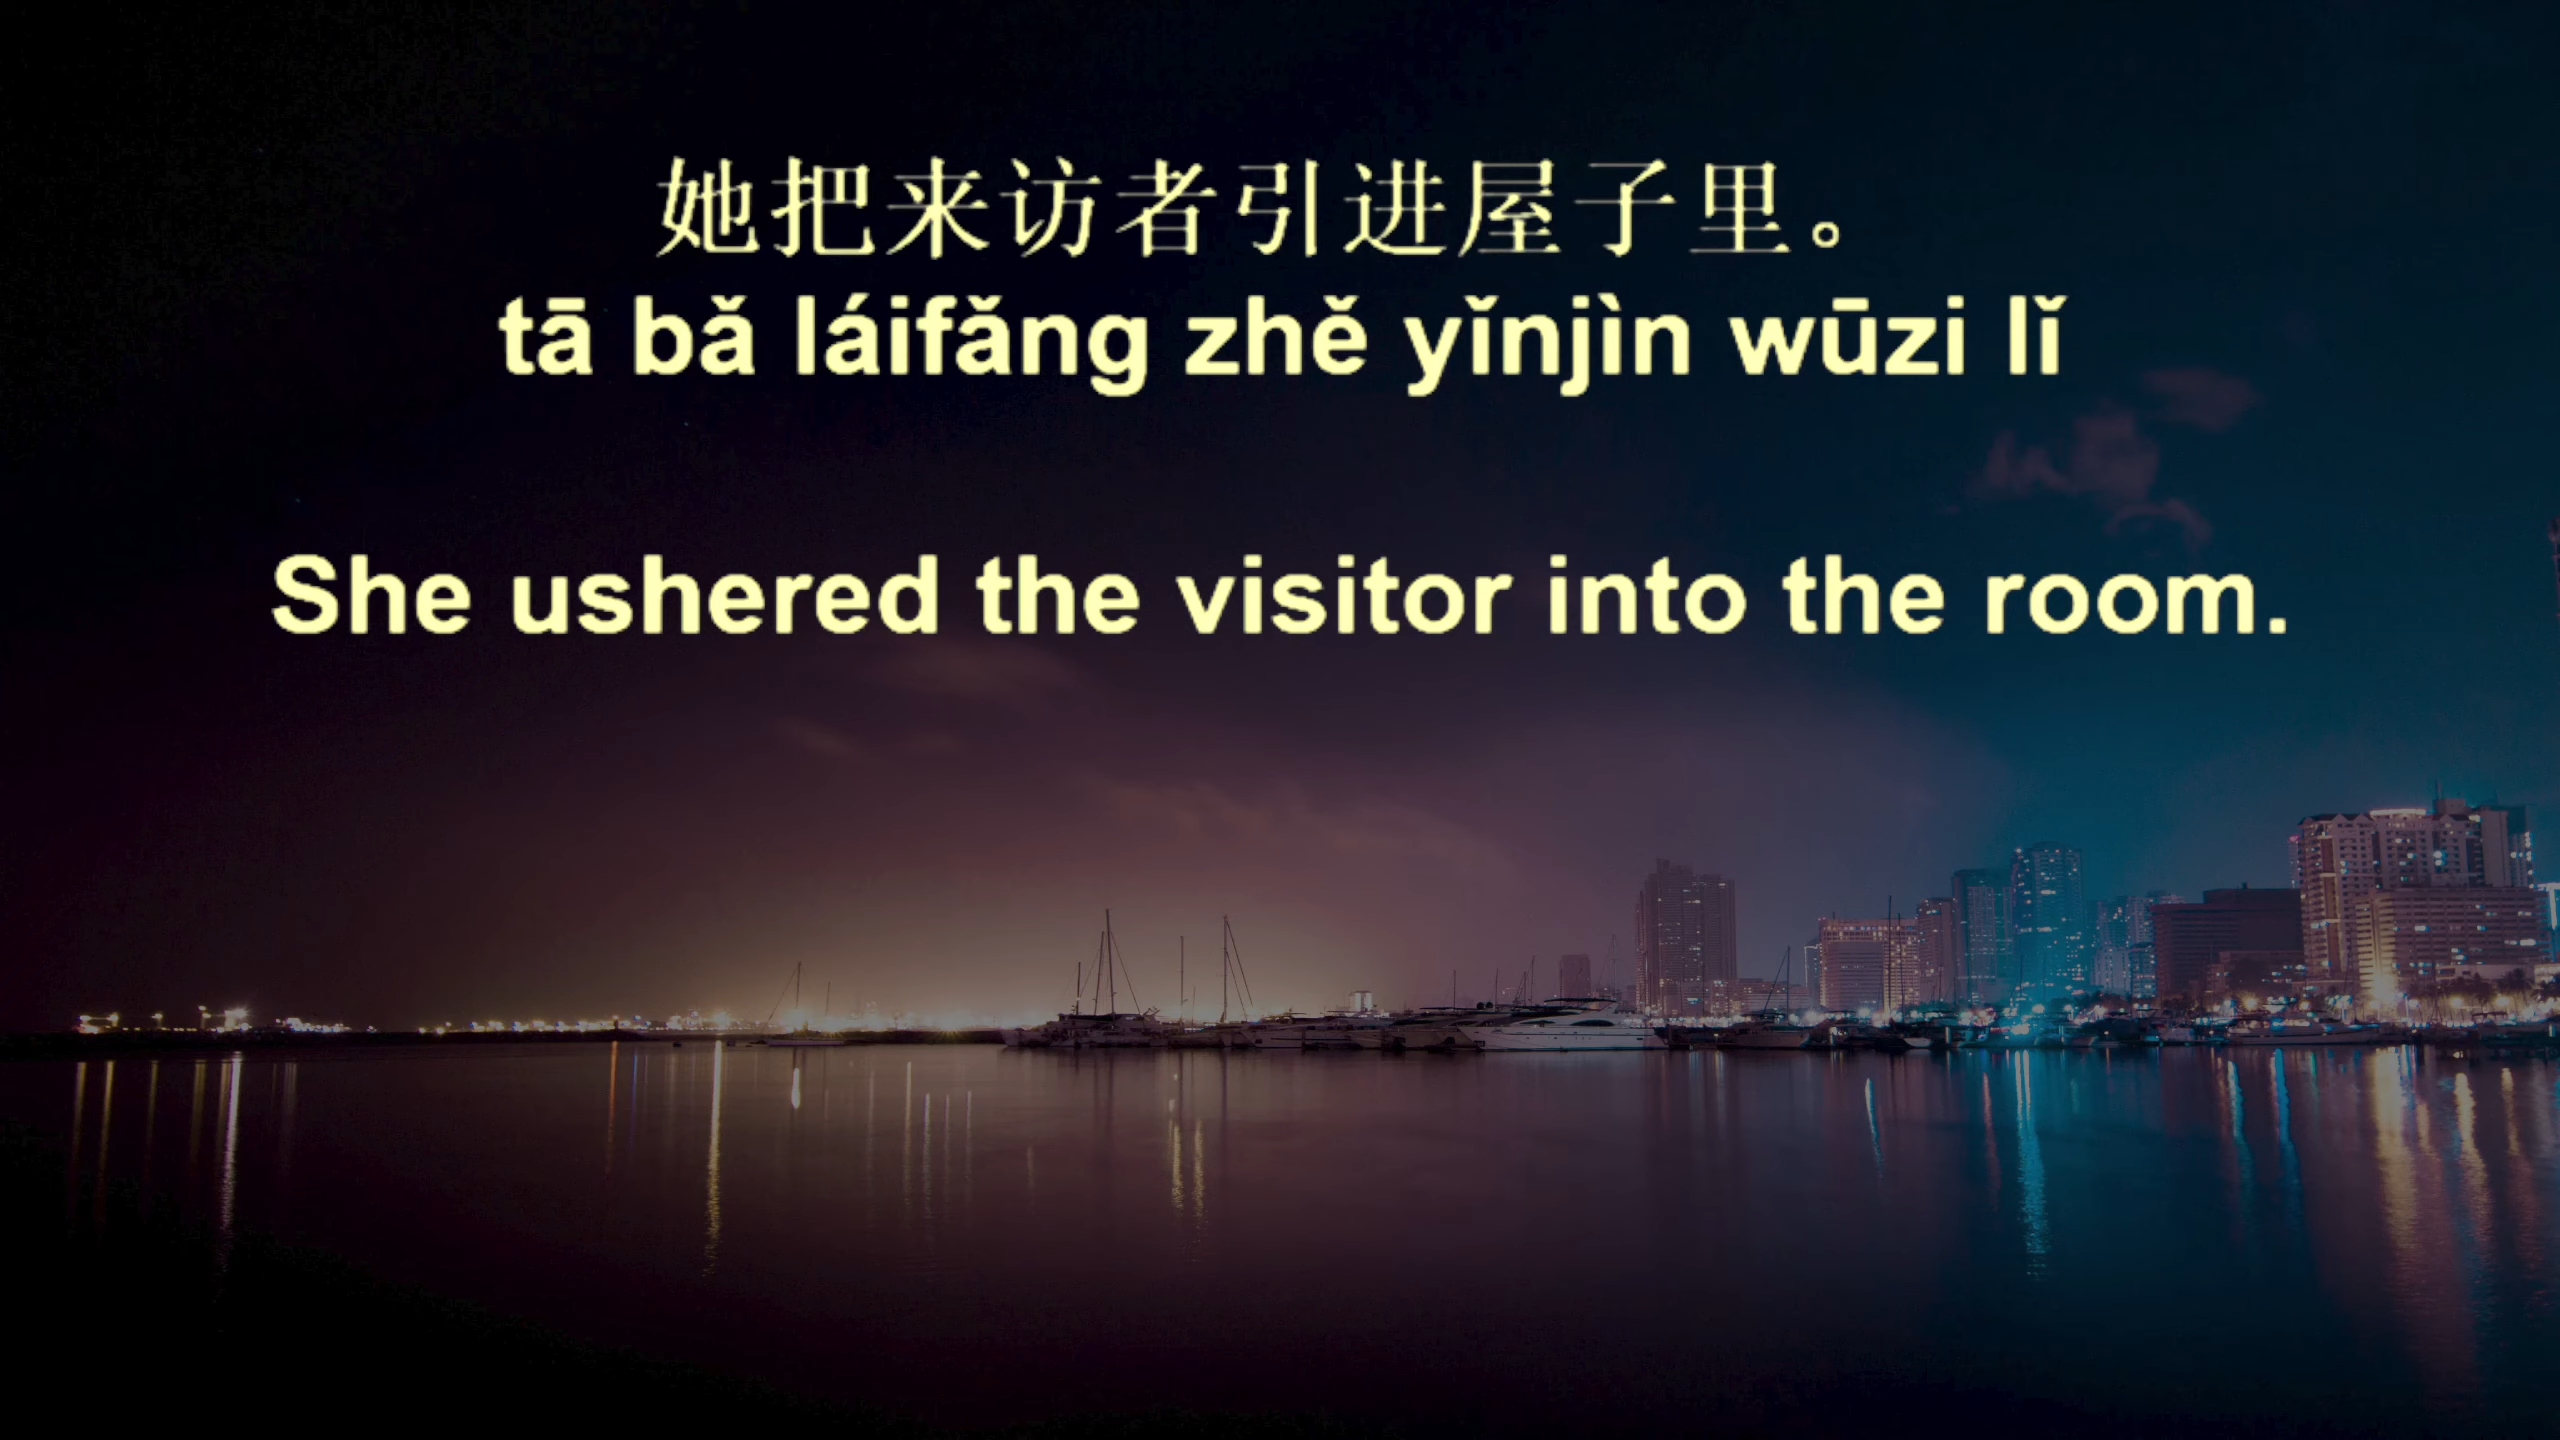 她把来访者引进屋子里。
tā bǎ láifǎng zhě yǐnjìn wūzi lǐ
She ushered the visitor into the room.